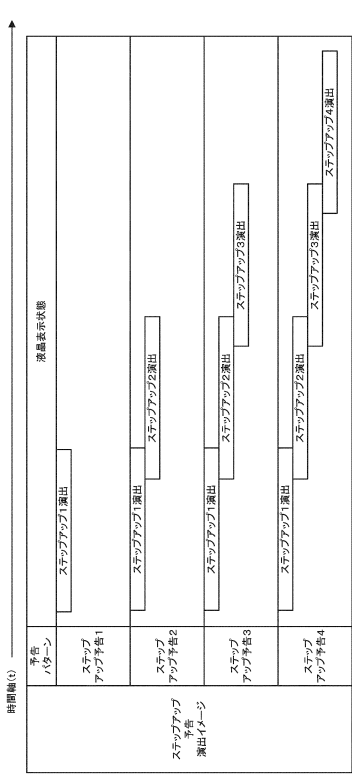 時間軸(t)
ステップアップ
予告
演出イメージ
予告
パターン
液晶表示状態
ステップ
アップ予告1
ステップアップ1演出
ステップ
アップ予告2
ステップアップ1演出
ステップアップ2演出
ステップ
アップ予告3
ステップアップ1演出
ステップアップ2演出
ステップアップ3演出
ステップ
アップ予告4
ステップアップ1演出
ステップアップ2演出
ステップアップ3演出
ステップアップ4演出